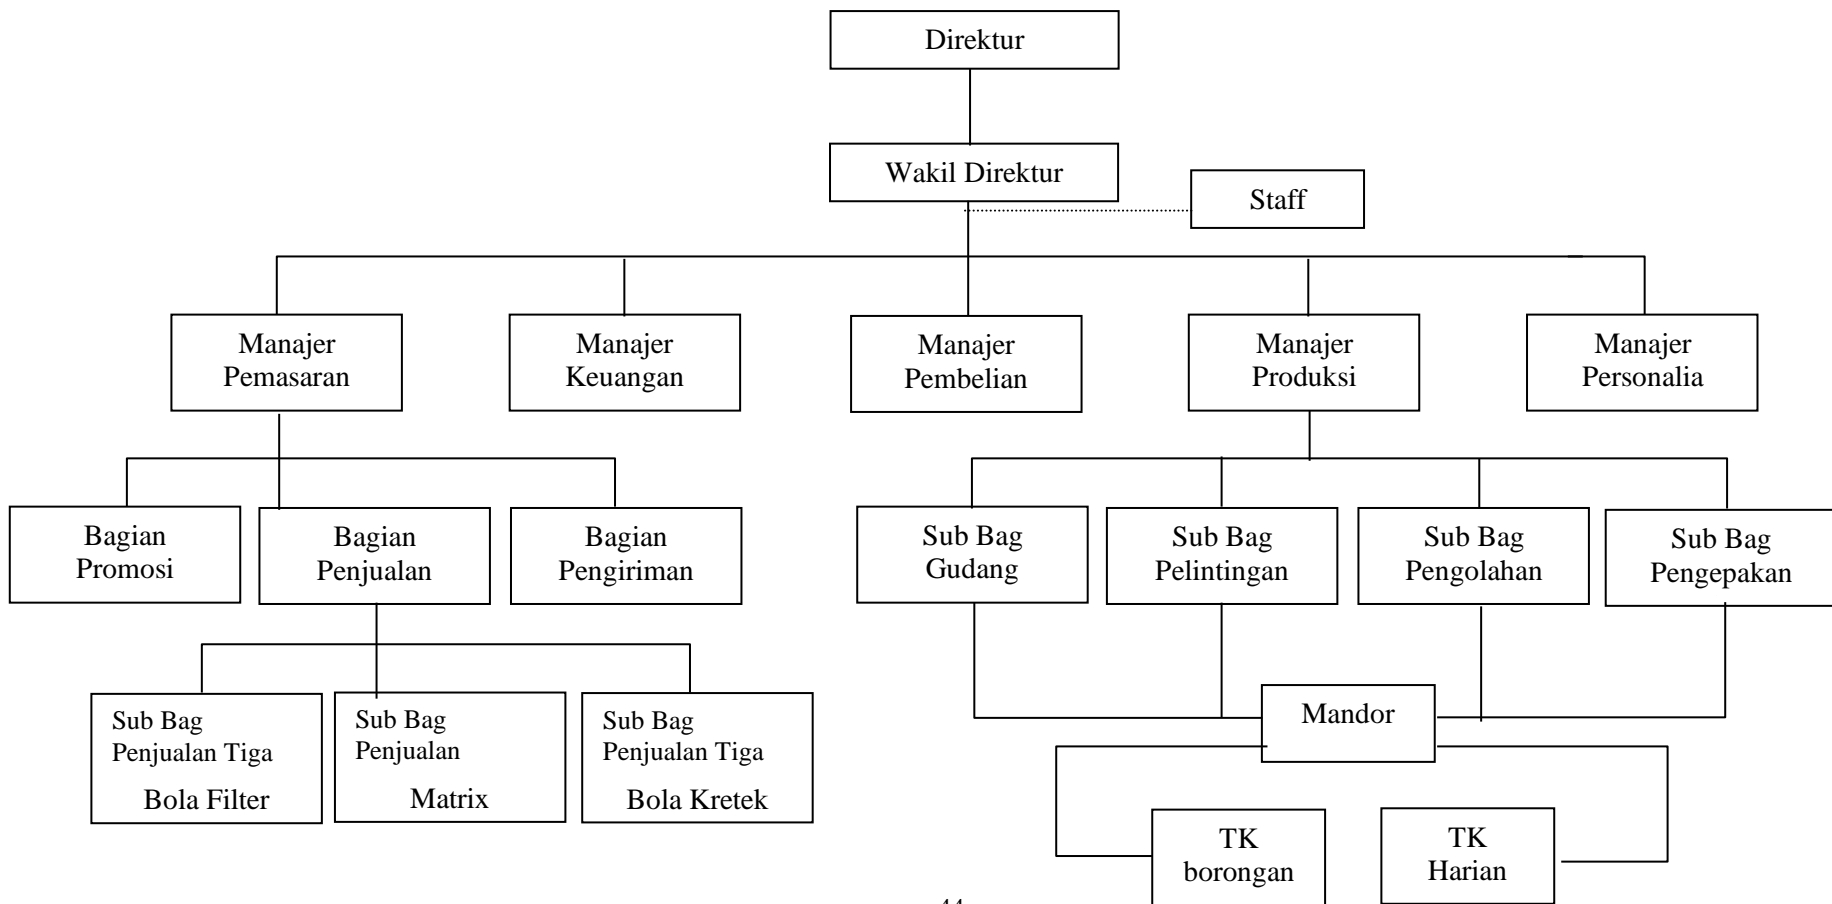 Direktur
Wakil Direktur
Staff
Manajer
Pemasaran
Manajer
Keuangan
Manajer
Pembelian
Manajer
Produksi
Manajer
Personalia
Bagian
Promosi
Bagian
Penjualan
Bagian
Pengiriman
Sub Bag
Gudang
Sub Bag
Pelintingan
Sub Bag
Pengolahan
Sub Bag
Pengepakan
Sub Bag
Penjualan Tiga
Bola Filter
Sub Bag
Penjualan
Matrix
Sub Bag
Penjualan Tiga
Bola Kretek
Mandor
TK
borongan
TK
Harian
44